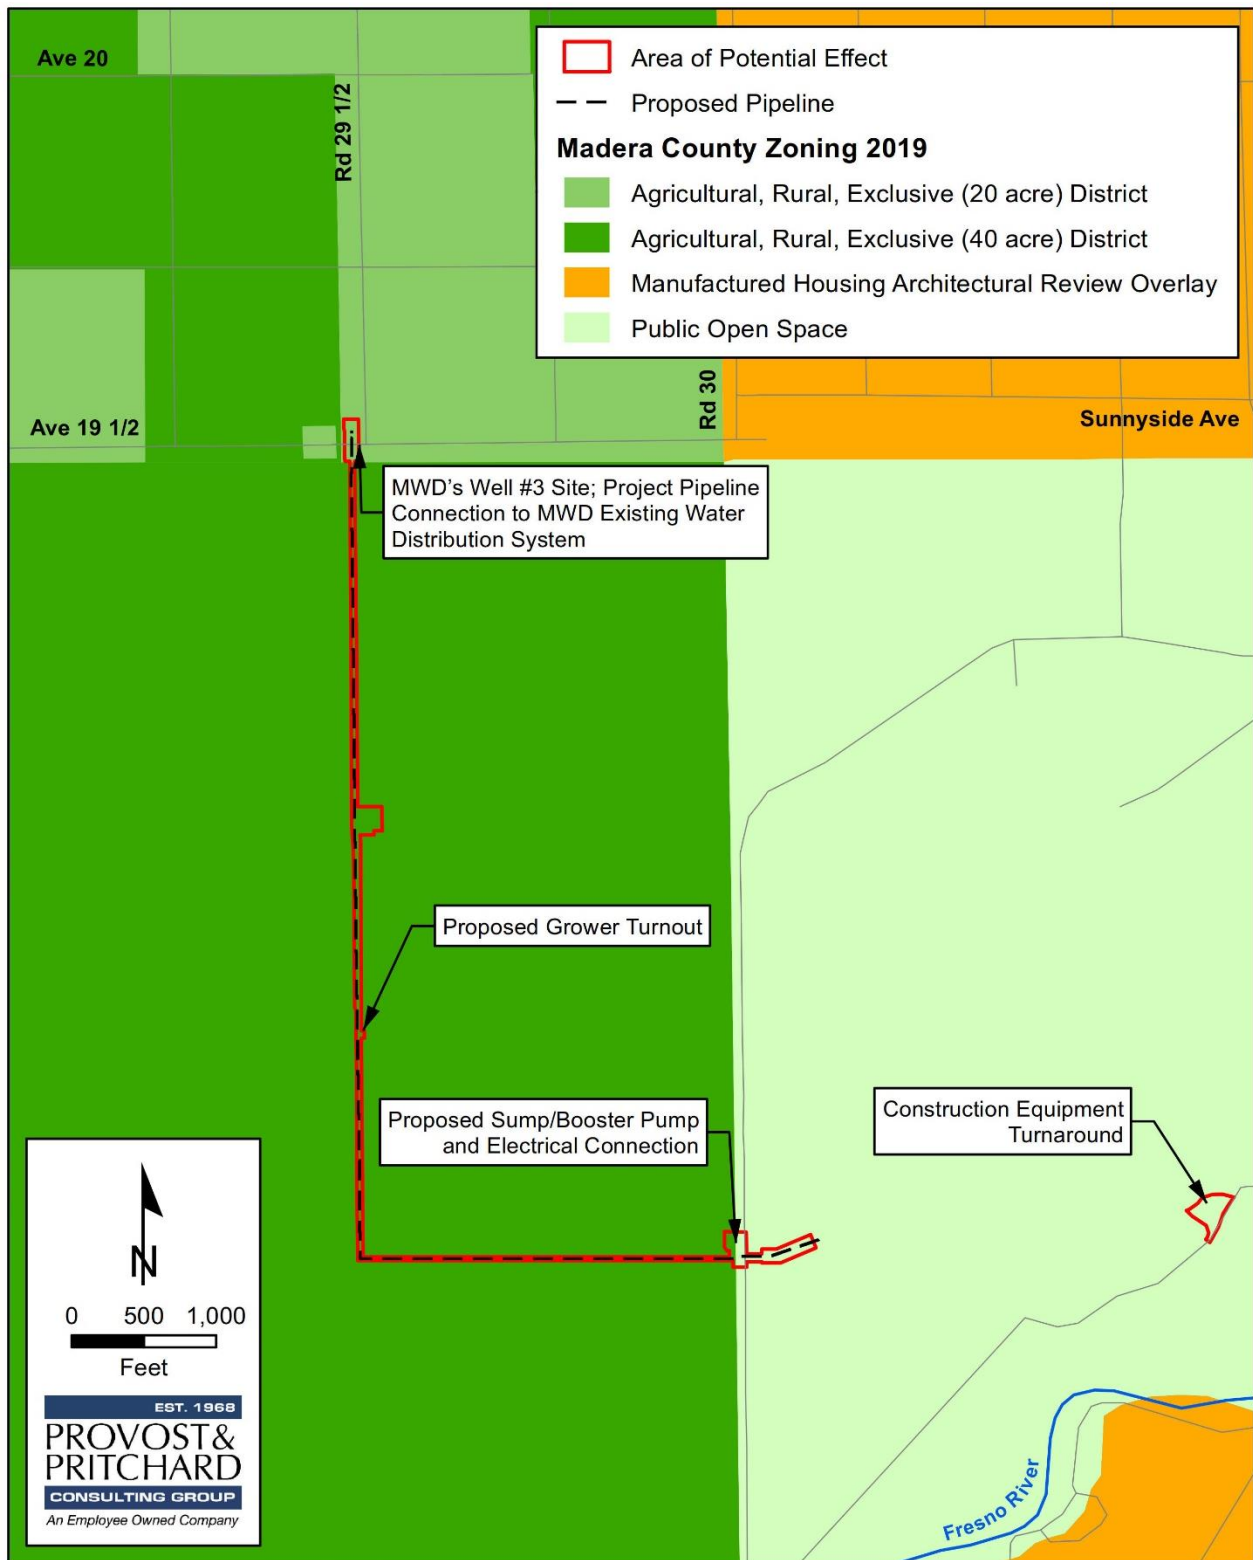 Ave 20
Rd 29 1/2
Area of Potential Effect
Proposed Pipeline
Madera County Zoning 2019
Agricultural, Rural, Exclusive (20 acre) District
Agricultural, Rural, Exclusive (40 acre) District
Manufactured Housing Architectural Review Overlay
Public Open Space
Rd 30
Ave 19 1/2
Sunnyside Ave
MWD's Well #3 Site; Project Pipeline
Connection to MWD Existing Water
Distribution System
Proposed Grower Turnout
Proposed Sump/Booster Pump
and Electrical Connection
Construction Equipment
Turnaround
N
0 500 1,000
Feet
EST. 1968
PROVOST&
PRITCHARD
CONSULTING GROUP
An Employee Owned Company
Fresno River